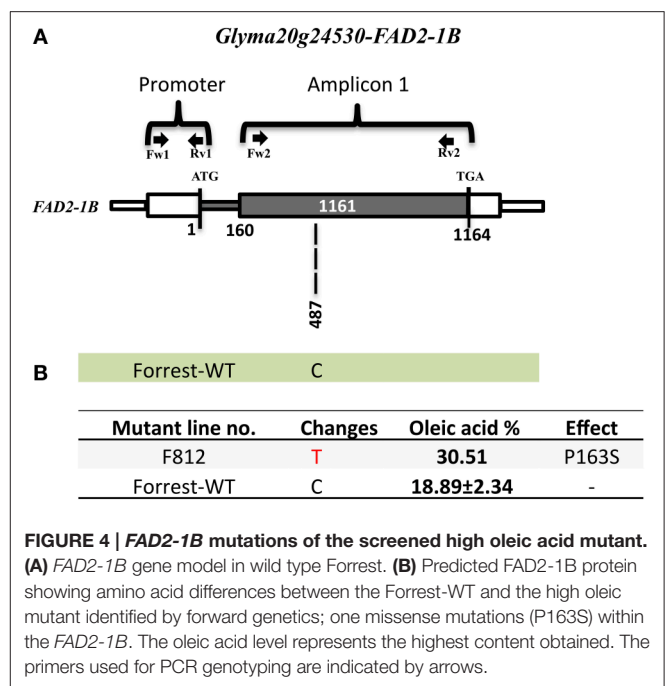 A
Glyma20g24530-FAD2-1B
Promoter Amplicon 1
Fw1 Rv1 Fw2 Rv2
ATG TGA
FAD2-1B 1161
1 160 1164
487
B Forrest-WT C
Mutant line no. Changes Oleic acid % Effect
F812 T 30.51 P163S
Forrest-WT C 18.89±2.34 -
FIGURE 4 | FAD2-1B mutations of the screened high oleic acid mutant.
(A) FAD2-1B gene model in wild type Forrest. (B) Predicted FAD2-1B protein
showing amino acid differences between the Forrest-WT and the high oleic
mutant identified by forward genetics; one missense mutations (P163S) within
the FAD2-1B. The oleic acid level represents the highest content obtained. The
primers used for PCR genotyping are indicated by arrows.